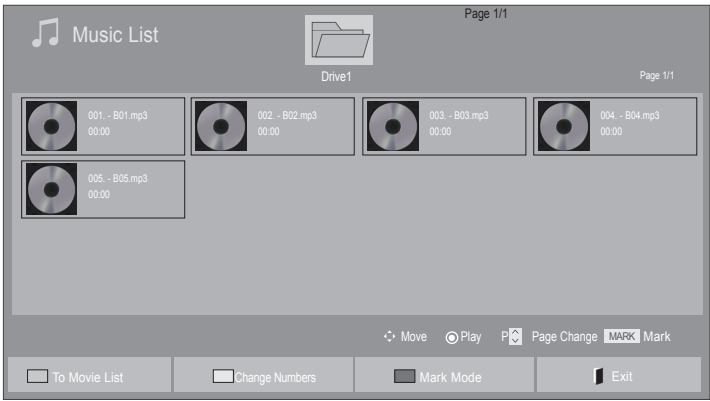 Page 1/1
Music List
Drive1
Page 1/1
001. - B01.mp3
00:00
002. - B02.mp3
00:00
003. - B03.mp3
00:00
004. - B04.mp3
00:00
005. - B05.mp3
00:00
Move Play P Page Change MARK Mark
To Movie List Change Numbers Mark Mode Exit